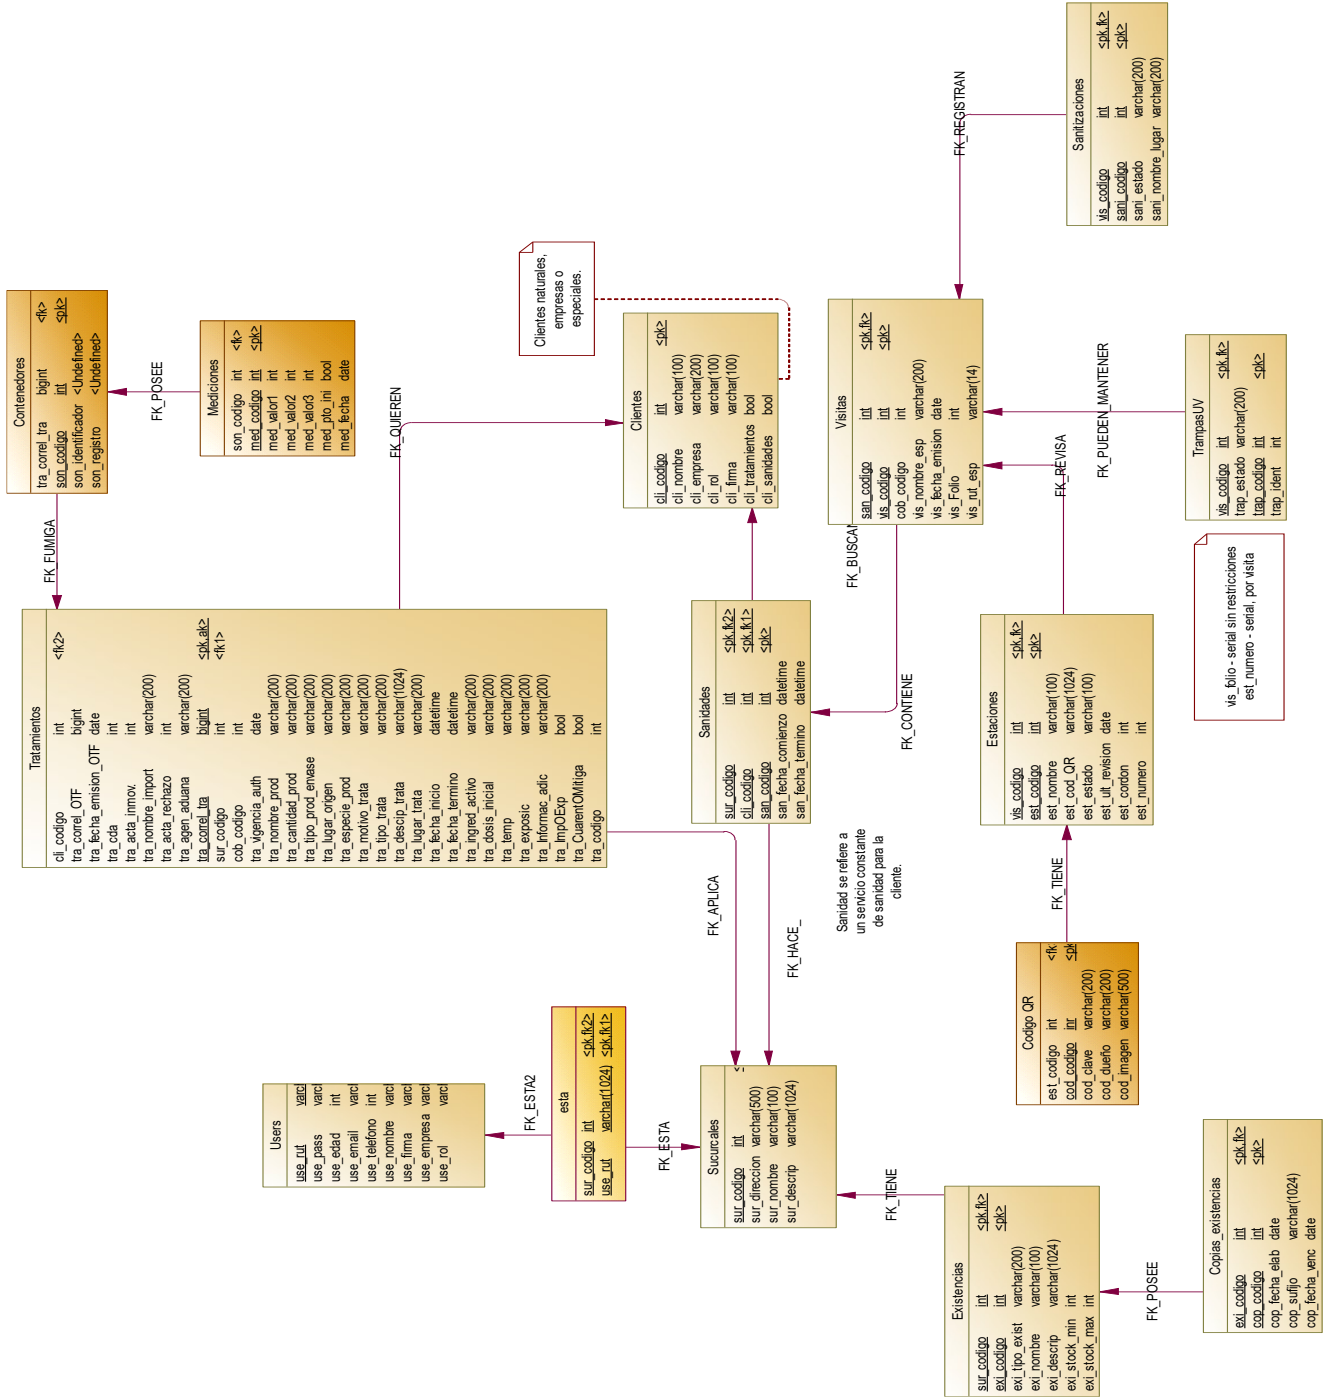 Contenedores
tra_correl_tra bigint <fk>
son_codigo int <pk>
son_identificador <Undefined>
son_registro <Undefined>
FK_POSEE
Mediciones
son_codigo int <fk>
med_codigo int <pk>
med_valor1 int
med_valor2 int
med_valor3 int
med_pto_ini bool
med_fecha date
FK_FUMIGA
Tratamientos
cli_codigo int <fk2>
tra_correl_OTF bigint
tra_fecha_emision_OTF date
tra_cda int
tra_acta_inmov. int
tra_nombre_import varchar(200)
tra_acta_rechazo int
tra_agen_aduana varchar(200)
tra_correl_tra bigint <pk,ak>
sur_codigo int <fk1>
cob_codigo int
tra_vigencia_auth date
tra_nombre_prod varchar(200)
tra_cantidad_prod varchar(200)
tra_tipo_prod_envase varchar(200)
tra_lugar_origen varchar(200)
tra_especie_prod varchar(200)
tra_motivo_trata varchar(200)
tra_tipo_trata varchar(200)
tra_descip_trata varchar(1024)
tra_lugar_trata varchar(200)
tra_fecha_inicio datetime
tra_fecha_termino datetime
tra_ingred_activo varchar(200)
tra_dosis_inicial varchar(200)
tra_temp varchar(200)
tra_exposic varchar(200)
tra_Informac_adic varchar(200)
tra_ImpOExp bool
tra_CuarentOMitiga bool
tra_codigo int
FK_QUIEREN
Clientes naturales,
empresas o
especiales.
Clientes
cli_codigo int <pk>
cli_nombre varchar(100)
cli_empresa varchar(200)
cli_rol varchar(100)
cli_firma varchar(100)
cli_tratamientos bool
cli_sanidades bool
FK_BUSCAN
Sanidades
sur_codigo int <pk,fk2>
cli_codigo int <pk,fk1>
san_codigo int <pk>
san_fecha_comienzo datetime
san_fecha_termino datetime
FK_CONTIENE
Visitas
san_codigo int <pk,fk>
vis_codigo int <pk>
cob_codigo int
vis_nombre_esp varchar(200)
vis_fecha_emision date
vis_Folio int
vis_rut_esp varchar(14)
FK_REGISTRAN
Sanitizaciones
vis_codigo int <pk,fk>
sani_codigo int <pk>
sani_estado varchar(200)
sani_nombre_lugar varchar(200)
FK_PUEDEN_MANTENER
TrampasUV
vis_codigo int <pk,fk>
trap_estado varchar(200)
trap_codigo int <pk>
trap_ident int
FK_REVISA
vis_folio - serial sin restricciones
est_numero - serial, por visita
Estaciones
vis_codigo int <pk,fk>
est_codigo int <pk>
est_nombre varchar(100)
est_cod_QR varchar(1024)
est_estado varchar(100)
est_ult_revision date
est_cordon int
est_numero int
FK_TIENE
Codigo QR
est_codigo int <fk
cod_codigo inr <pk
cod_clave varchar(200)
cod_dueño varchar(200)
cod_imagen varchar(500)
Sanidad se refiere a
un servicio constante
de sanidad para la
cliente.
FK_APLICA
FK_HACE_
Users
use_rut varcl
use_pass varcl
use_edad int
use_email varcl
use_telefono int
use_nombre varcl
use_firma varcl
use_empresa varcl
use_rol varcl
FK_ESTA2
esta
sur_codigo int <pk,fk2>
use_rut varchar(1024) <pk,fk1>
FK_ESTA
Sucurcales
sur_codigo int <
sur_direccion varchar(500)
sur_nombre varchar(100)
sur_descrip varchar(1024)
FK_TIENE
Existencias
sur_codigo int <pk,fk>
exi_codigo int <pk>
exi_tipo_exist varchar(200)
exi_nombre varchar(100)
exi_descrip varchar(1024)
exi_stock_min int
exi_stock_max int
FK_POSEE
Copias_existencias
exi_codigo int <pk,fk>
cop_codigo int <pk>
cop_fecha_elab date
cop_sufijo varchar(1024)
cop_fecha_venc date